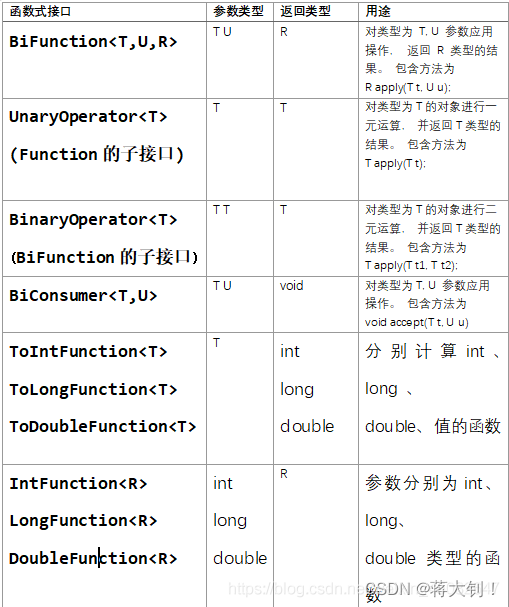 函数式接口 参数类型 返回类型 用途
BiFunction<T,U,R> T U R 对类型为 T, U 参数应用
操作， 返回 R 类型的结
果。 包含方法为
R apply(T t, U u);
UnaryOperator<T> T T 对类型为T的对象进行一
(Function 的子接口) 元运算， 并返回T类型的
结果。 包含方法为
T apply(T t);
BinaryOperator<T> T T T 对类型为T的对象进行二
(BiFunction 的子接口) 元运算， 并返回T类型的
结果。 包含方法为
T apply(T t1, T t2);
BiConsumer<T,U> T U void 对类型为T, U 参数应用
操作。 包含方法为
void accept(T t, U u)
ToIntFunction<T> T int 分别计算 int 、
ToLongFunction<T> long long 、
ToDoubleFunction<T> double double、值的函数
IntFunction<R> int R 参数分别为int、
LongFunction<R> long long、
DoubleFunction<R> double double 类型的函
数
CSDN @蒋大钊！